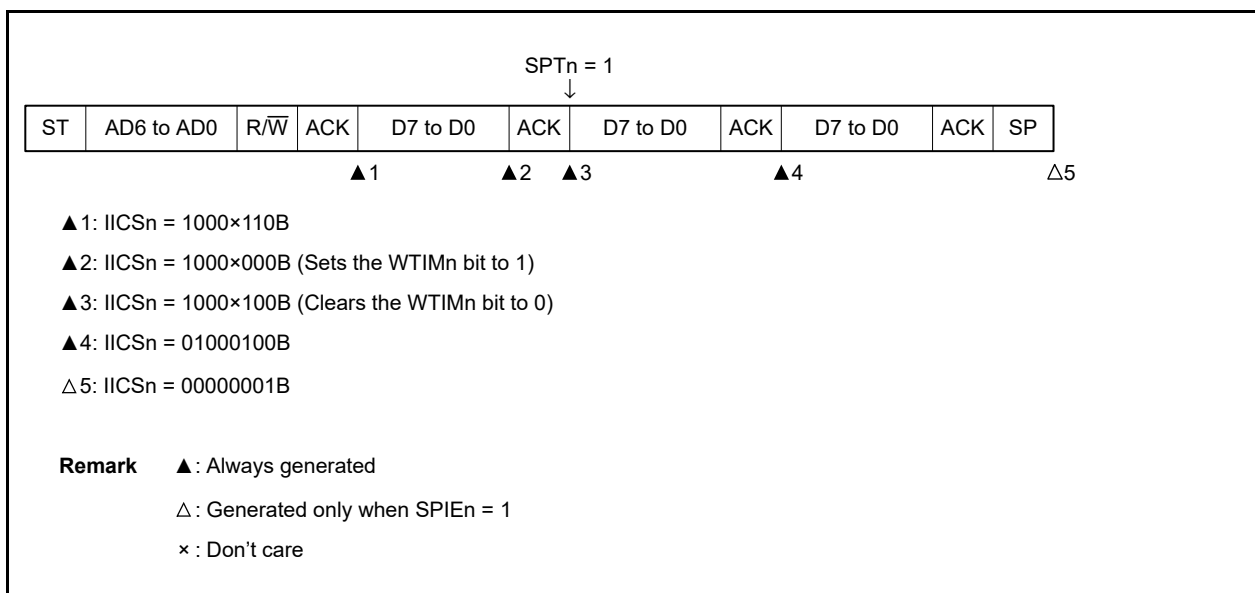 SPTn = 1
↓
ST AD6 to AD0 R/W̅ ACK D7 to D0 ACK D7 to D0 ACK D7 to D0 ACK SP
▲1 ▲2 ▲3 ▲4 △5
▲1: IICSn = 1000×110B
▲2: IICSn = 1000×000B (Sets the WTIMn bit to 1)
▲3: IICSn = 1000×100B (Clears the WTIMn bit to 0)
▲4: IICSn = 01000100B
△5: IICSn = 00000001B
Remark ▲: Always generated
△: Generated only when SPIEn = 1
×: Don't care